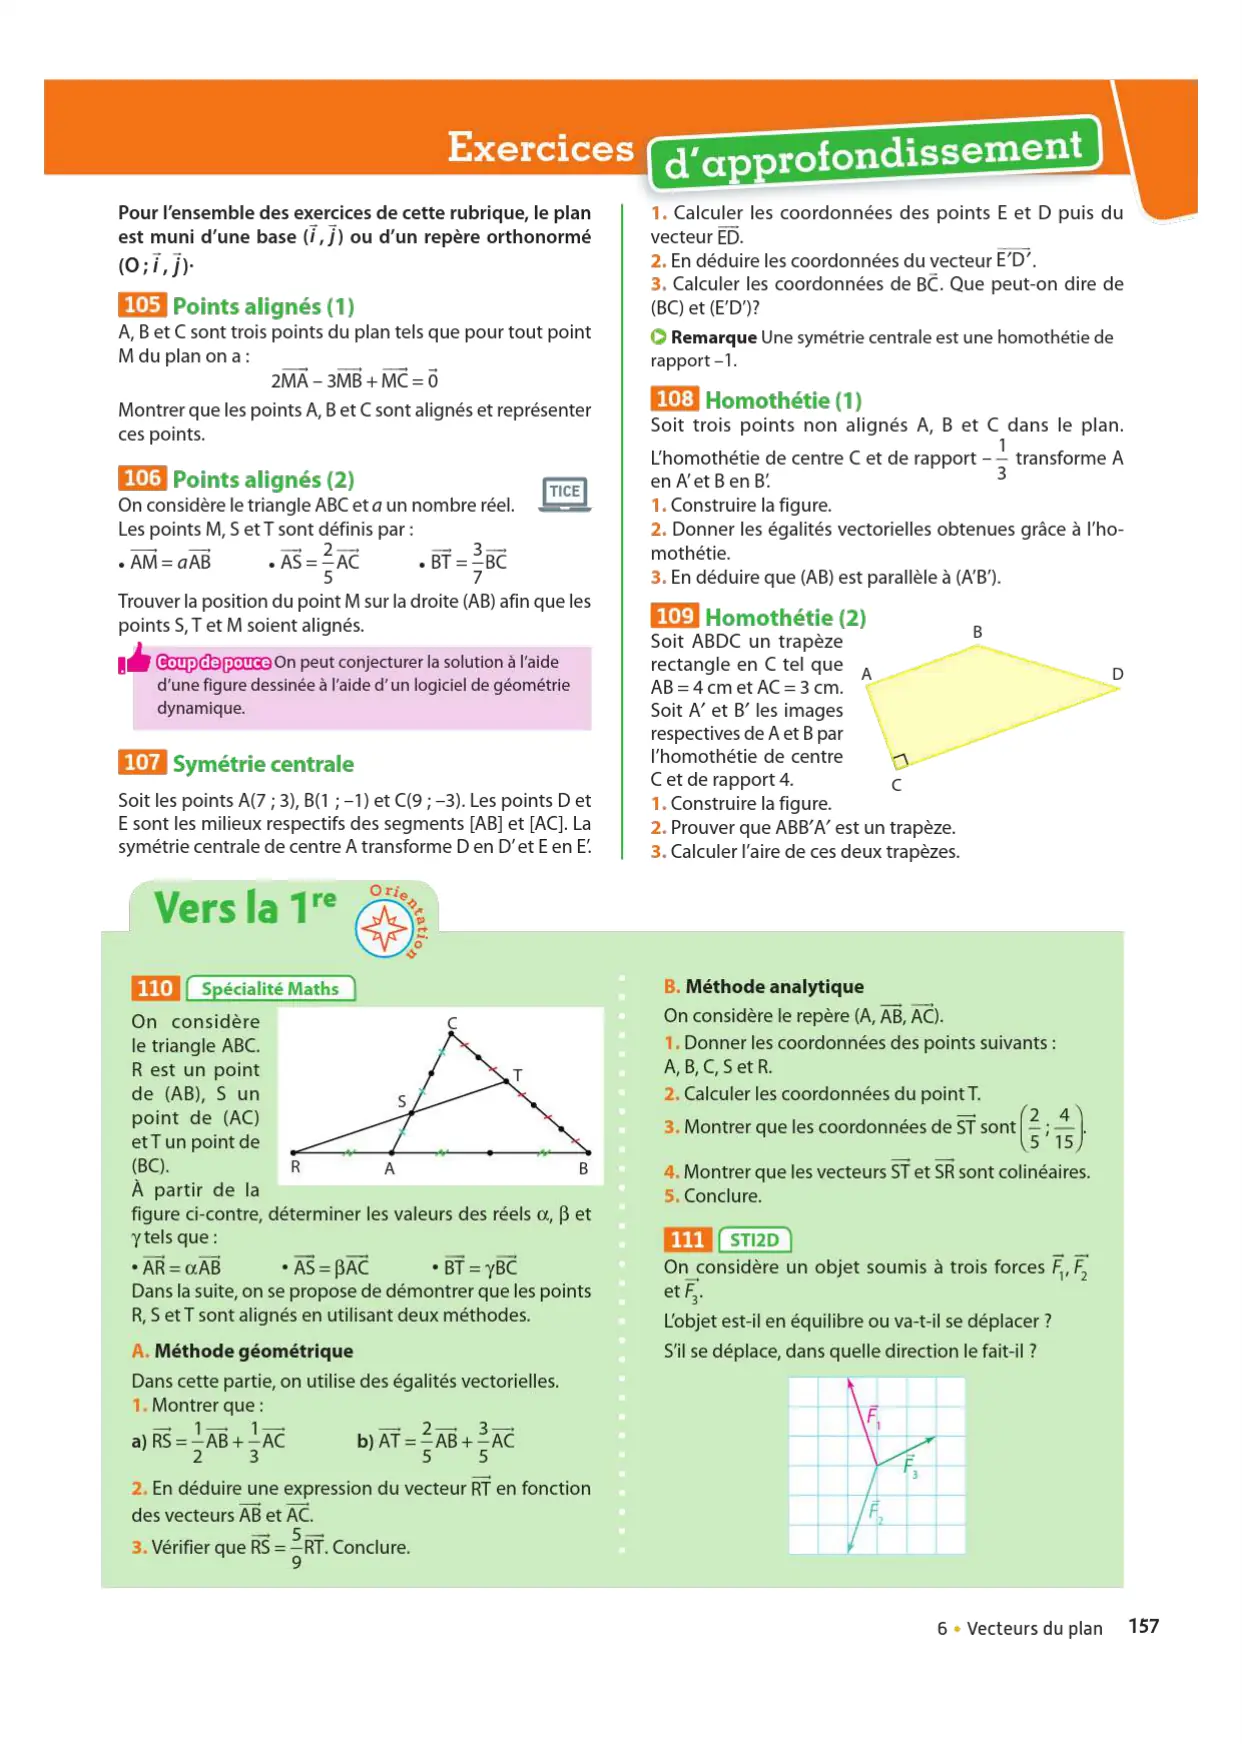 Exercices d'approfondissement
Pour l'ensemble des exercices de cette rubrique, le plan
est muni d'une base (i⃗ , j⃗) ou d'un repère orthonormé
(O ; i⃗ , j⃗)·
105 Points alignés (1)
A, B et C sont trois points du plan tels que pour tout point
M du plan on a :
2MA⃗ – 3MB⃗ + MC⃗ = 0⃗
Montrer que les points A, B et C sont alignés et représenter
ces points.
106 Points alignés (2)
TICE
On considère le triangle ABC et a un nombre réel.
Les points M, S et T sont définis par :
• AM⃗ = aAB⃗ • AS⃗ = 2/5 AC⃗ • BT⃗ = 3/7 BC⃗
Trouver la position du point M sur la droite (AB) afin que les
points S, T et M soient alignés.
Coup de pouce On peut conjecturer la solution à l'aide
d'une figure dessinée à l'aide d'un logiciel de géométrie
dynamique.
107 Symétrie centrale
Soit les points A(7 ; 3), B(1 ; –1) et C(9 ; –3). Les points D et
E sont les milieux respectifs des segments [AB] et [AC]. La
symétrie centrale de centre A transforme D en D' et E en E'.
1. Calculer les coordonnées des points E et D puis du
vecteur ED⃗.
2. En déduire les coordonnées du vecteur E'D'⃗.
3. Calculer les coordonnées de BC⃗. Que peut-on dire de
(BC) et (E'D')?
Remarque Une symétrie centrale est une homothétie de
rapport –1.
108 Homothétie (1)
Soit trois points non alignés A, B et C dans le plan.
L'homothétie de centre C et de rapport – 1/3 transforme A
en A' et B en B'.
1. Construire la figure.
2. Donner les égalités vectorielles obtenues grâce à l'ho-
mothétie.
3. En déduire que (AB) est parallèle à (A'B').
109 Homothétie (2)
Soit ABDC un trapèze
rectangle en C tel que
AB = 4 cm et AC = 3 cm.
Soit A′ et B′ les images
respectives de A et B par
l'homothétie de centre
C et de rapport 4.
B
A
D
C
1. Construire la figure.
2. Prouver que ABB′A′ est un trapèze.
3. Calculer l'aire de ces deux trapèzes.
Vers la 1re
Orientation
110 Spécialité Maths
On considère
le triangle ABC.
R est un point
de (AB), S un
point de (AC)
et T un point de
(BC).
À partir de la
C
T
S
R
A
B
figure ci-contre, déterminer les valeurs des réels α, β et
γ tels que :
• AR⃗ = αAB⃗ • AS⃗ = βAC⃗ • BT⃗ = γBC⃗
Dans la suite, on se propose de démontrer que les points
R, S et T sont alignés en utilisant deux méthodes.
A. Méthode géométrique
Dans cette partie, on utilise des égalités vectorielles.
1. Montrer que :
a) RS⃗ = 1/2 AB⃗ + 1/3 AC⃗ b) AT⃗ = 2/5 AB⃗ + 3/5 AC⃗
2. En déduire une expression du vecteur RT⃗ en fonction
des vecteurs AB⃗ et AC⃗.
3. Vérifier que RS⃗ = 5/9 RT⃗. Conclure.
B. Méthode analytique
On considère le repère (A, AB⃗, AC⃗).
1. Donner les coordonnées des points suivants :
A, B, C, S et R.
2. Calculer les coordonnées du point T.
3. Montrer que les coordonnées de ST⃗ sont (2/5 ; 4/15).
4. Montrer que les vecteurs ST⃗ et SR⃗ sont colinéaires.
5. Conclure.
111 STI2D
On considère un objet soumis à trois forces F⃗1, F⃗2
et F⃗3.
L'objet est-il en équilibre ou va-t-il se déplacer ?
S'il se déplace, dans quelle direction le fait-il ?
F⃗1
F⃗3
F⃗2
6 • Vecteurs du plan 157